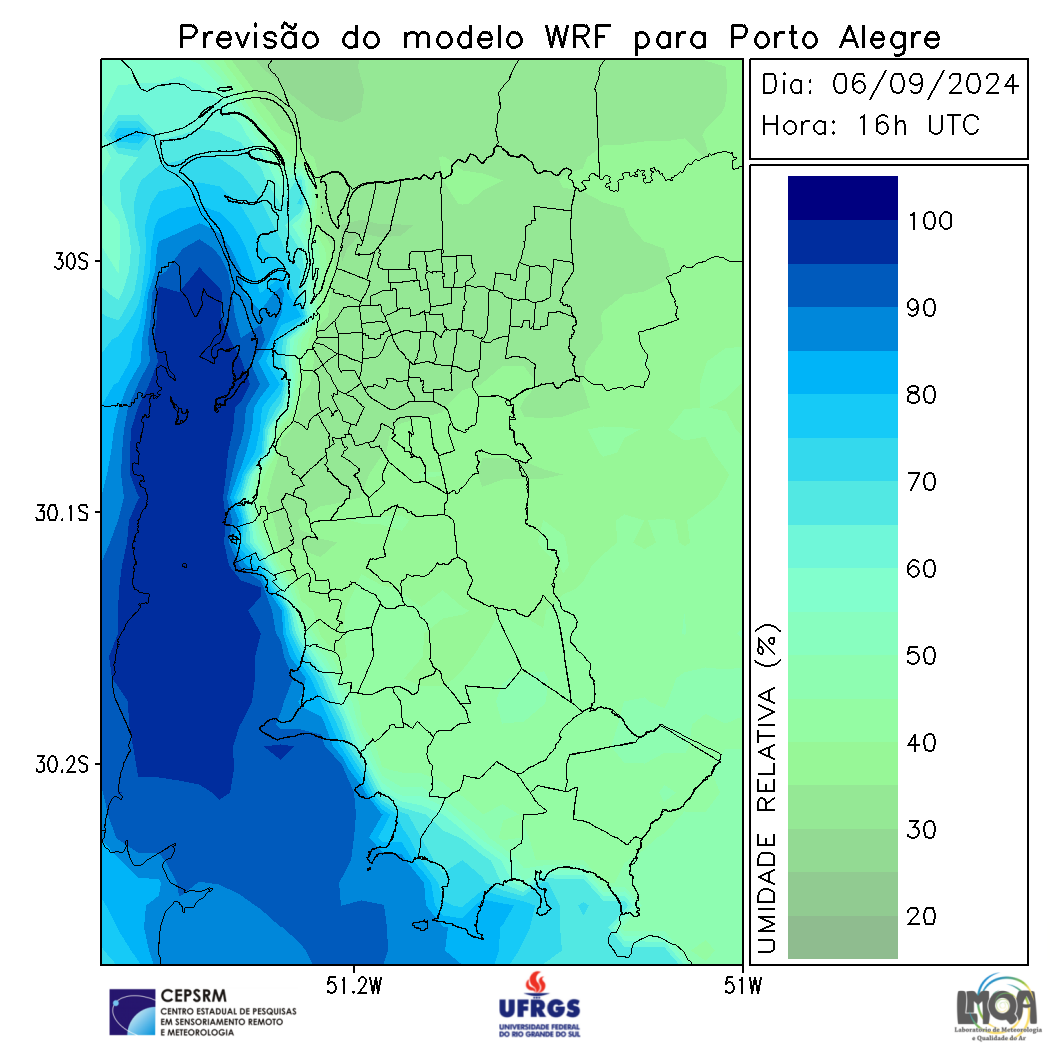 Previsão do modelo WRF para Porto Alegre
Dia: 06/09/2024
Hora: 16h UTC
100
90
80
70
60
50
40
30
20
UMIDADE RELATIVA (%)
30S
30.1S
30.2S
51.2W
51W
CEPSRM
CENTRO ESTADUAL DE PESQUISAS
EM SENSORIAMENTO REMOTO
E METEOROLOGIA
UFRGS
UNIVERSIDADE FEDERAL
DO RIO GRANDE DO SUL
LMQA
Laboratório de Meteorologia
e Qualidade do Ar